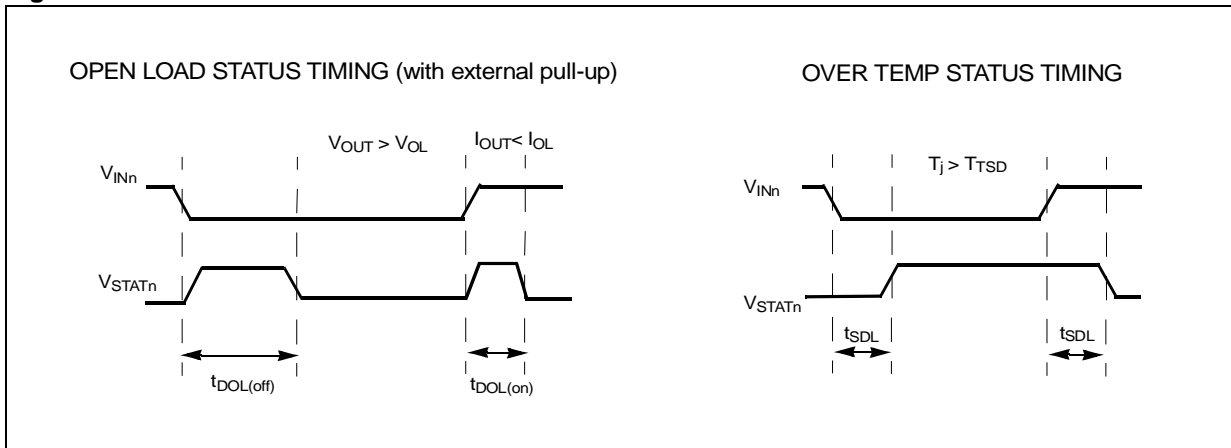 OPEN LOAD STATUS TIMING (with external pull-up)
VOUT > VOL
IOUT< IOL
VINn
VSTATn
tDOL(off)
tDOL(on)
OVER TEMP STATUS TIMING
Tj > TTSD
VINn
VSTATn
tSDL
tSDL